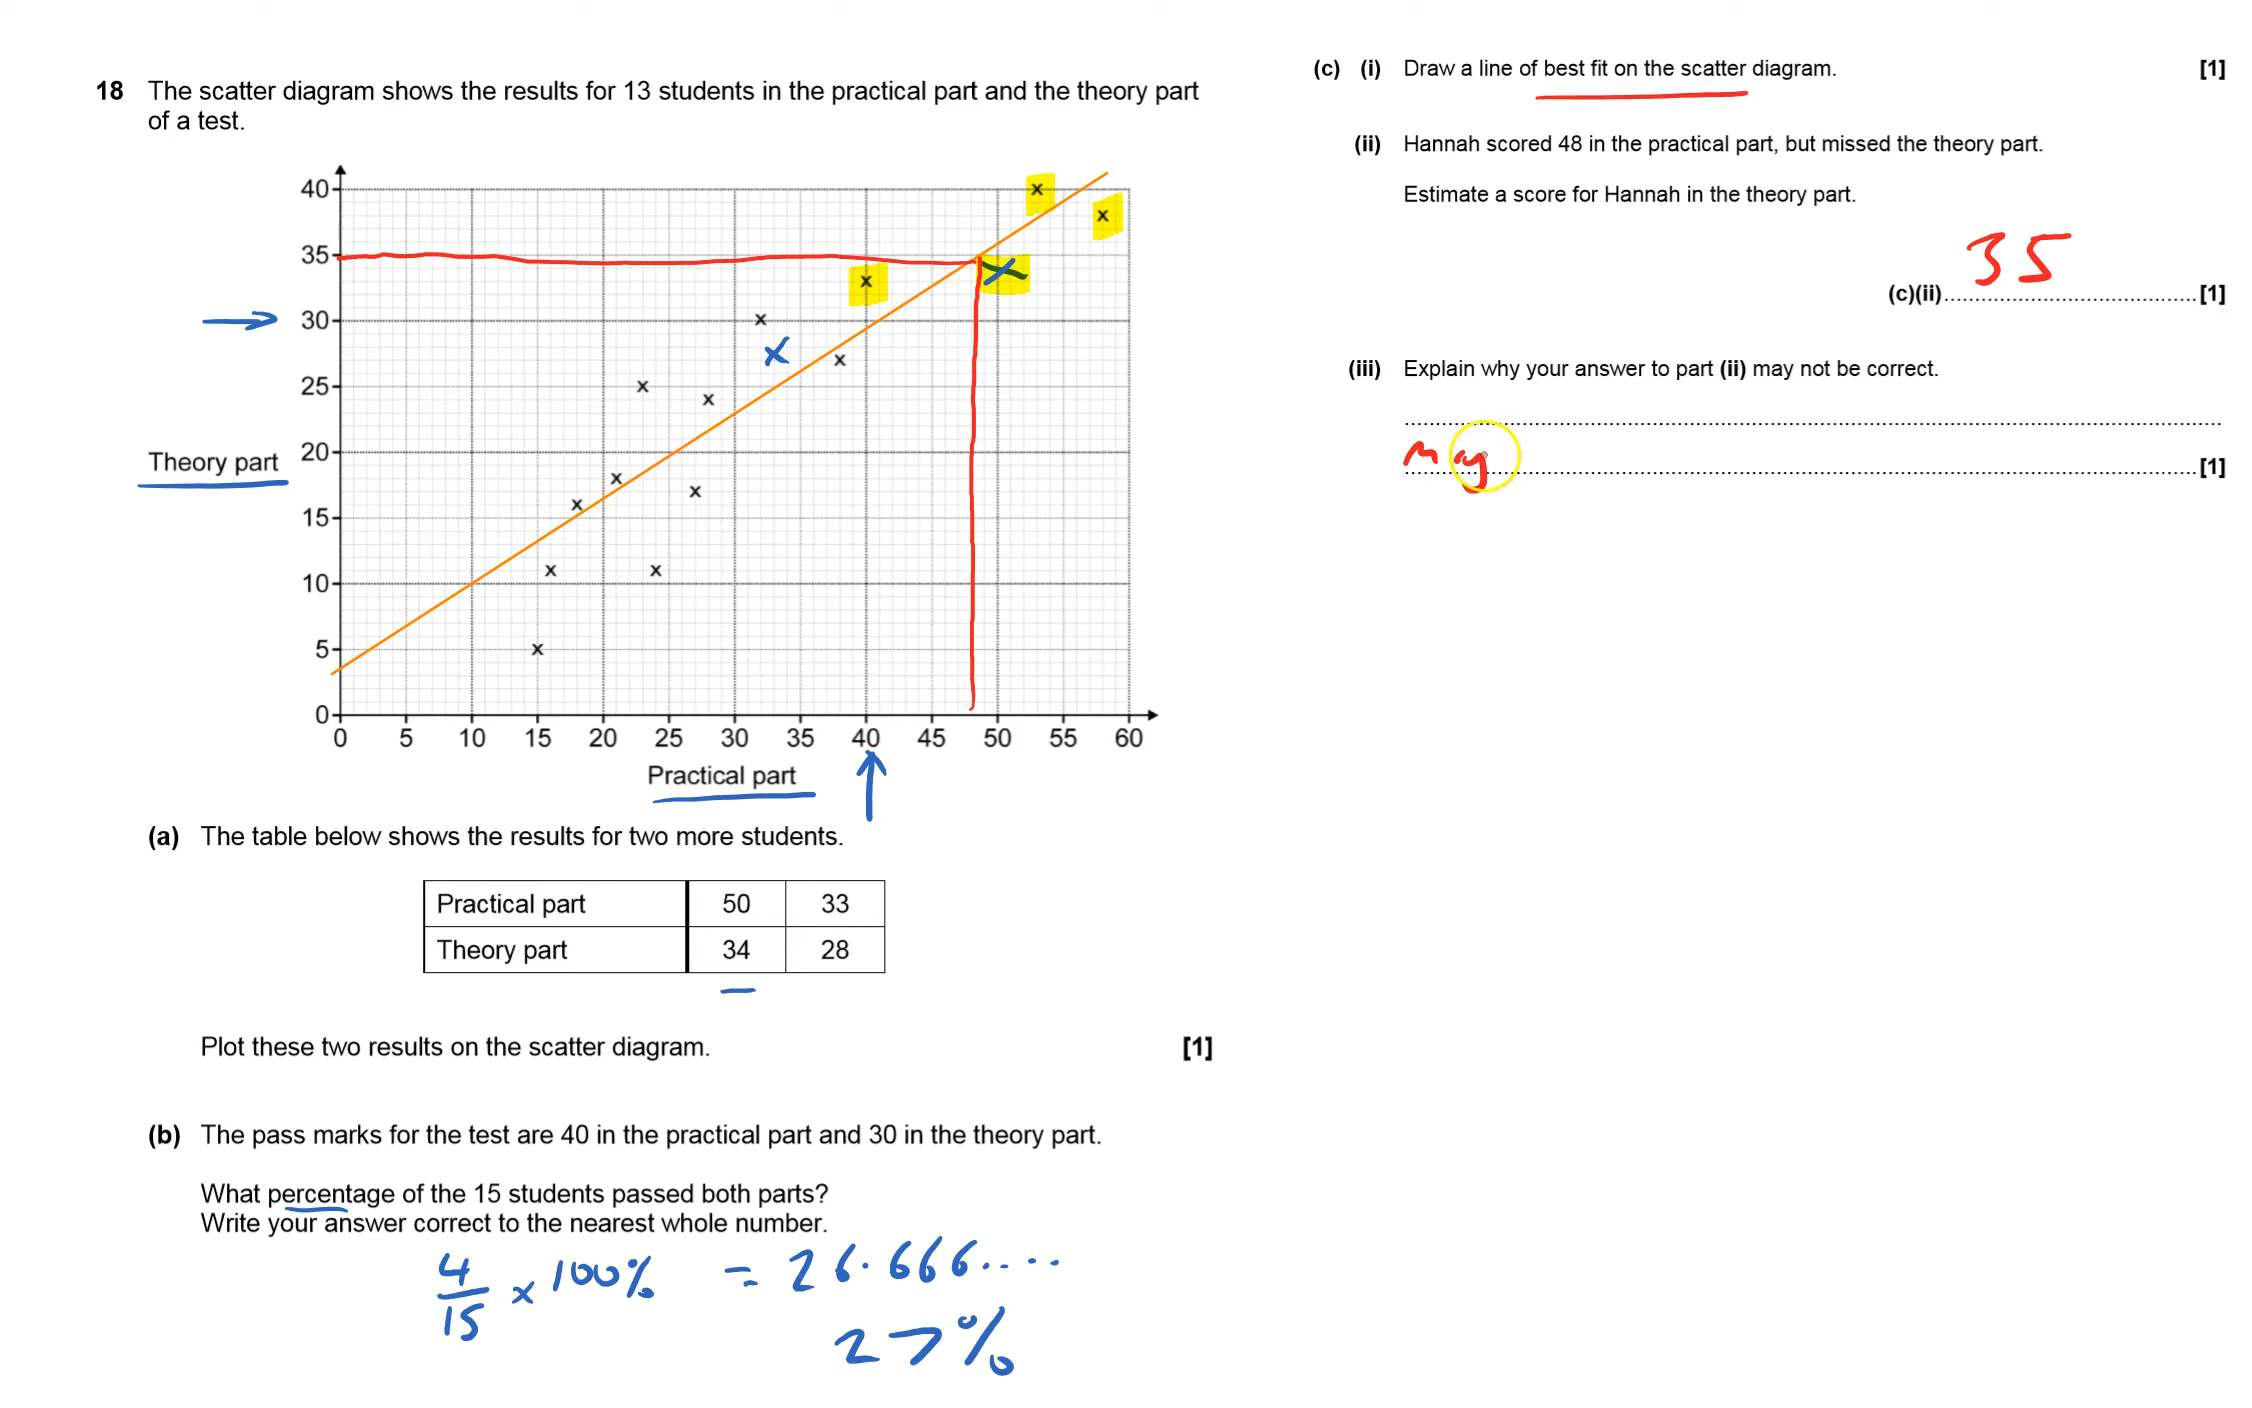 18 The scatter diagram shows the results for 13 students in the practical part and the theory part
of a test.
40
35
30
25
Theory part 20
15
10
5
0
0 5 10 15 20 25 30 35 40 45 50 55 60
Practical part
(a) The table below shows the results for two more students.
Practical part 50 33
Theory part 34 28
Plot these two results on the scatter diagram. [1]
(b) The pass marks for the test are 40 in the practical part and 30 in the theory part.
What percentage of the 15 students passed both parts?
Write your answer correct to the nearest whole number.
4/15 x 100% = 26.666....
27%
(c) (i) Draw a line of best fit on the scatter diagram. [1]
(ii) Hannah scored 48 in the practical part, but missed the theory part.
Estimate a score for Hannah in the theory part.
35
(c)(ii).......................................... [1]
(iii) Explain why your answer to part (ii) may not be correct.
may
[1]